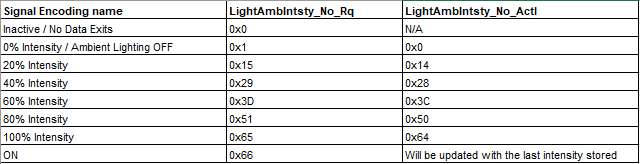 Signal Encoding name LightAmbIntsty_No_Rq LightAmbIntsty_No_Actl
Inactive / No Data Exits 0x0 N/A
0% Intensity / Ambient Lighting OFF 0x1 0x0
20% Intensity 0x15 0x14
40% Intensity 0x29 0x28
60% Intensity 0x3D 0x3C
80% Intensity 0x51 0x50
100% Intensity 0x65 0x64
ON 0x66 Will be updated with the last intensity stored